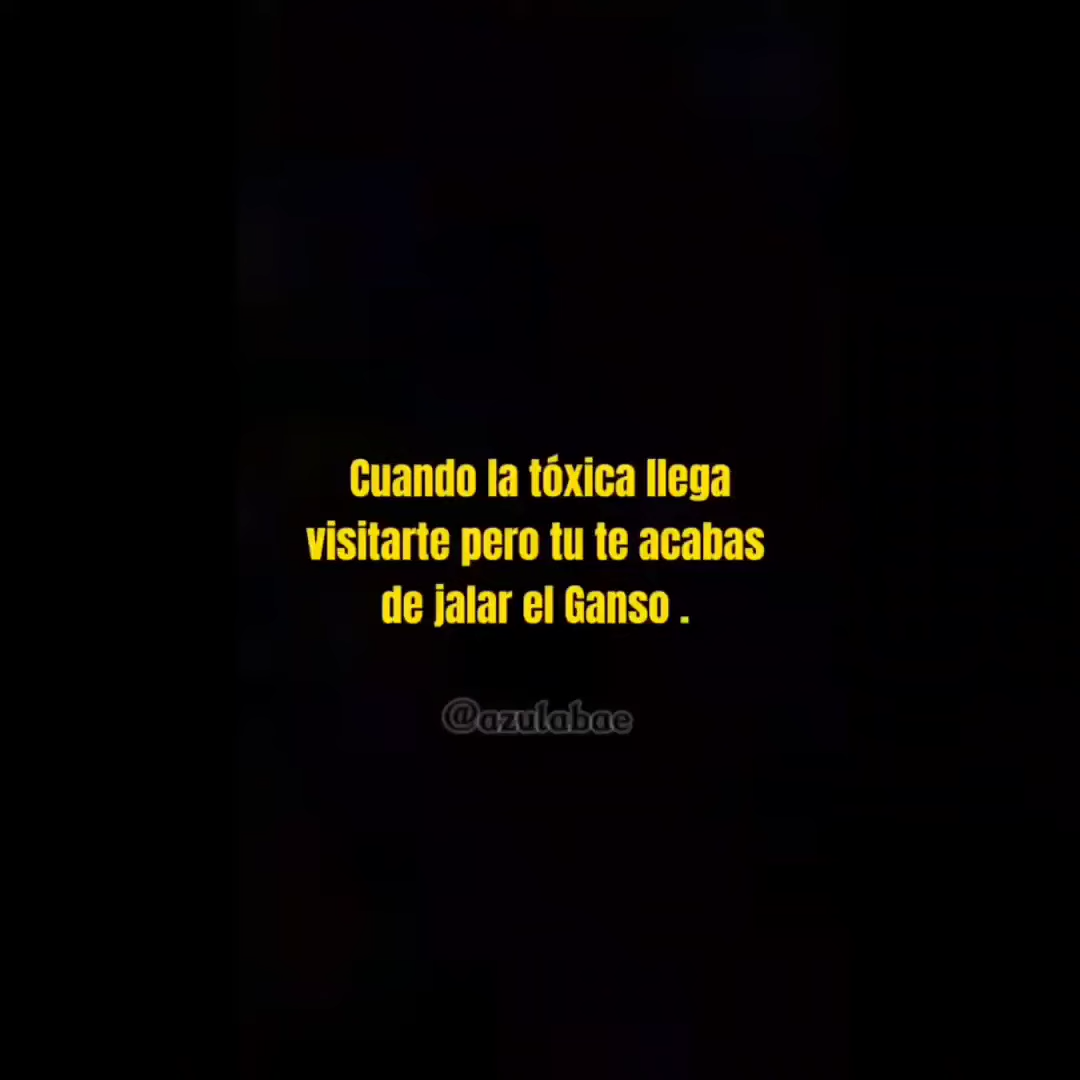 Cuando la tóxica llega
visitarte pero tu te acabas
de jalar el Ganso .
@azulabae